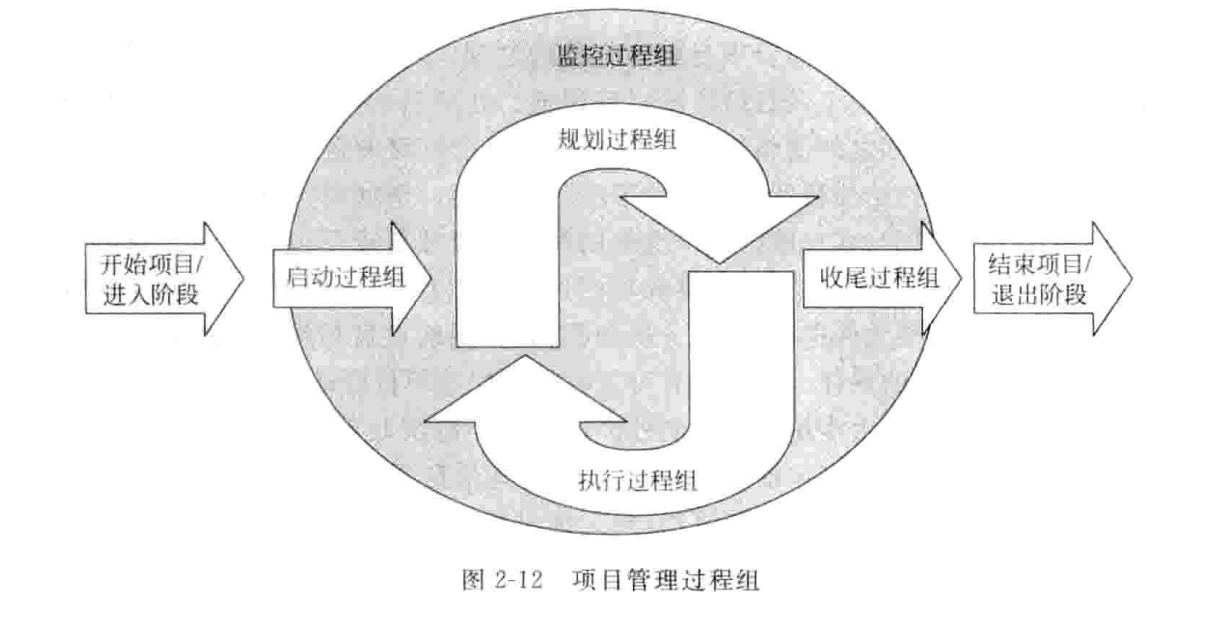 监控过程组
规划过程组
开始项目/
进入阶段
启动过程组
收尾过程组
结束项目/
退出阶段
执行过程组
图 2-12 项目管理过程组